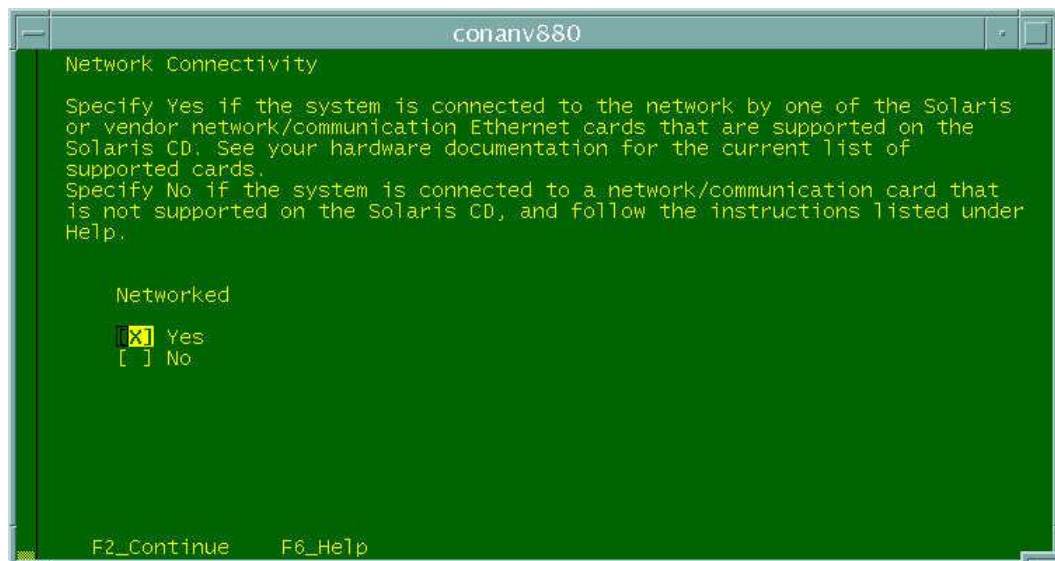 conanv880
Network Connectivity
Specify Yes if the system is connected to the network by one of the Solaris
or vendor network/communication Ethernet cards that are supported on the
Solaris CD. See your hardware documentation for the current list of
supported cards.
Specify No if the system is connected to a network/communication card that
is not supported on the Solaris CD, and follow the instructions listed under
Help.
Networked
[X] Yes
[ ] No
F2_Continue F6_Help